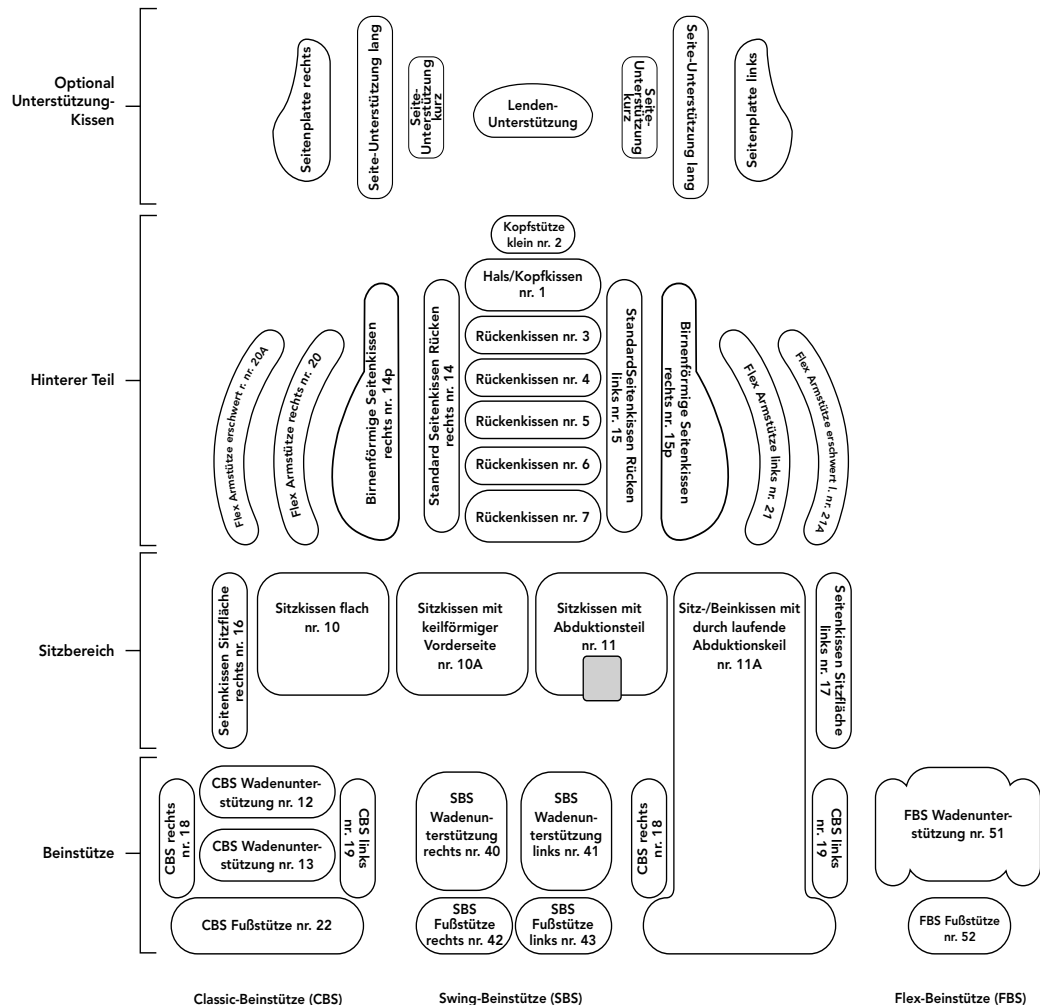 Optional
Unterstützung-
Kissen
Seitenplatte rechts
Seite-Unterstützung lang
Seite-
Unterstützung
kurz
Lenden-
Unterstützung
Seite-
Unterstützung
kurz
Seite-Unterstützung lang
Seitenplatte links
Hinterer Teil
Kopfstütze
klein nr. 2
Hals/Kopfkissen
nr. 1
Rückenkissen nr. 3
Rückenkissen nr. 4
Rückenkissen nr. 5
Rückenkissen nr. 6
Rückenkissen nr. 7
Flex Armstütze erschwert r. nr. 20A
Flex Armstütze rechts nr. 20
Birnenförmige Seitenkissen
rechts nr. 14p
Standard Seitenkissen Rücken
rechts nr. 14
StandardSeitenkissen Rücken
links nr. 15
Birnenförmige Seitenkissen
rechts nr. 15p
Flex Armstütze links nr. 21
Flex Armstütze erschwert l. nr. 21A
Sitzbereich
Seitenkissen Sitzfläche
rechts nr. 16
Sitzkissen flach
nr. 10
Sitzkissen mit
keilförmiger
Vorderseite
nr. 10A
Sitzkissen mit
Abduktionsteil
nr. 11
Sitz-/Beinkissen mit
durch laufende
Abduktionskeil
nr. 11A
Seitenkissen Sitzfläche
links nr. 17
Beinstütze
CBS rechts
nr. 18
CBS Wadenunter-
stützung nr. 12
CBS Wadenunter-
stützung nr. 13
CBS links
nr. 19
CBS Fußstütze nr. 22
SBS
Wadenun-
terstützung
rechts nr. 40
SBS
Wadenun-
terstützung
links nr. 41
SBS
Fußstütze
rechts nr. 42
SBS
Fußstütze
links nr. 43
CBS rechts
nr. 18
CBS links
nr. 19
FBS Wadenunter-
stützung nr. 51
FBS Fußstütze
nr. 52
Classic-Beinstütze (CBS)
Swing-Beinstütze (SBS)
Flex-Beinstütze (FBS)